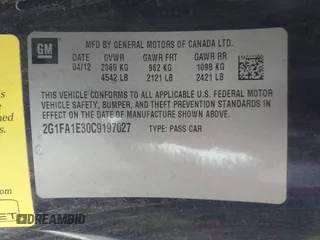 GM
MFD BY GENERAL MOTORS OF CANADA LTD.
DATE GVWR GAWR FRT GAWR RR
04/12 2060 KG 962 KG 1098 KG
4542 LB 2121 LB 2421 LB
THIS VEHICLE CONFORMS TO ALL APPLICABLE U.S. FEDERAL MOTOR
VEHICLE SAFETY, BUMPER, AND THEFT PREVENTION STANDARDS
IN EFFECT ON THE DATE OF MANUFACTURE SHOWN ABOVE.
2G1FA1E30C9197627 TYPE: PASS CAR
DREAMBID